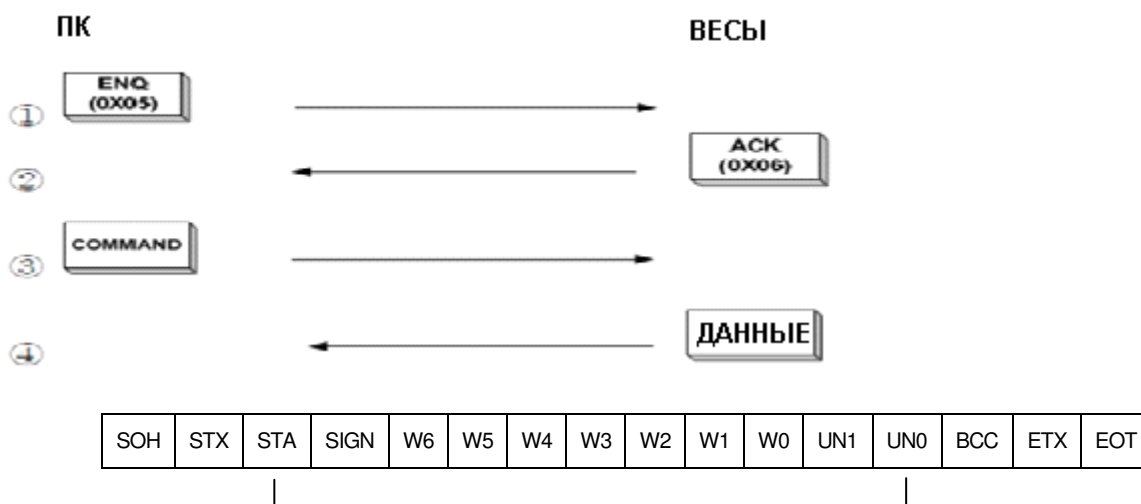 ПК ВЕСЫ
① ENQ
(0X05)
② ACK
(0X06)
③ COMMAND
④ ДАННЫЕ
SOH STX STA SIGN W6 W5 W4 W3 W2 W1 W0 UN1 UN0 BCC ETX EOT